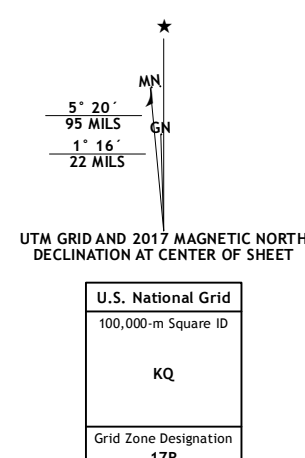 ★
MN
5° 20´
95 MILS
GN
1° 16´
22 MILS
UTM GRID AND 2017 MAGNETIC NORTH
DECLINATION AT CENTER OF SHEET
U.S. National Grid
100,000-m Square ID
KQ
Grid Zone Designation
17R